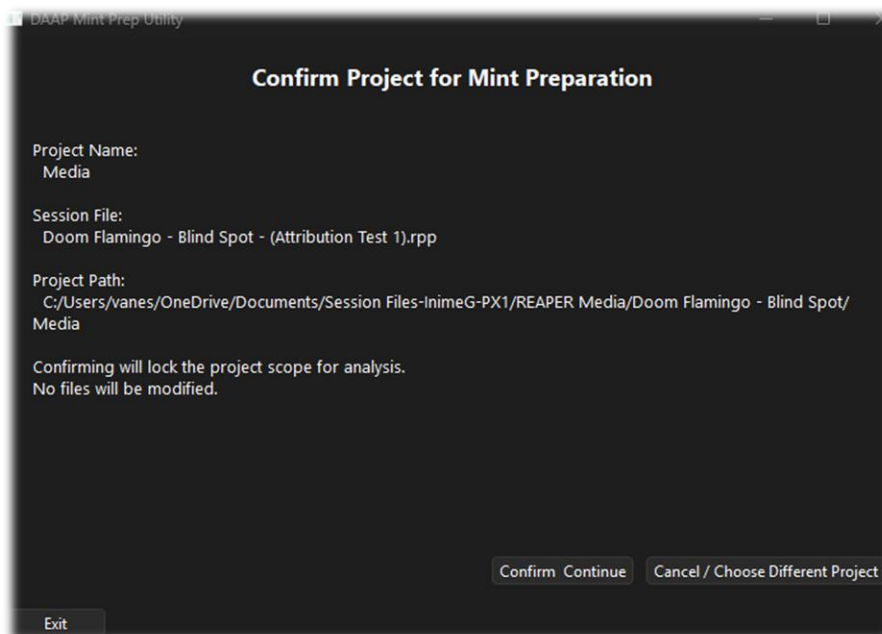 DAAP Mint Prep Utility
Confirm Project for Mint Preparation
Project Name:
Media
Session File:
Doom Flamingo - Blind Spot - (Attribution Test 1).rpp
Project Path:
C:/Users/vanes/OneDrive/Documents/Session Files-InimeG-PX1/REAPER Media/Doom Flamingo - Blind Spot/
Media
Confirming will lock the project scope for analysis.
No files will be modified.
Confirm  Continue
Cancel / Choose Different Project
Exit